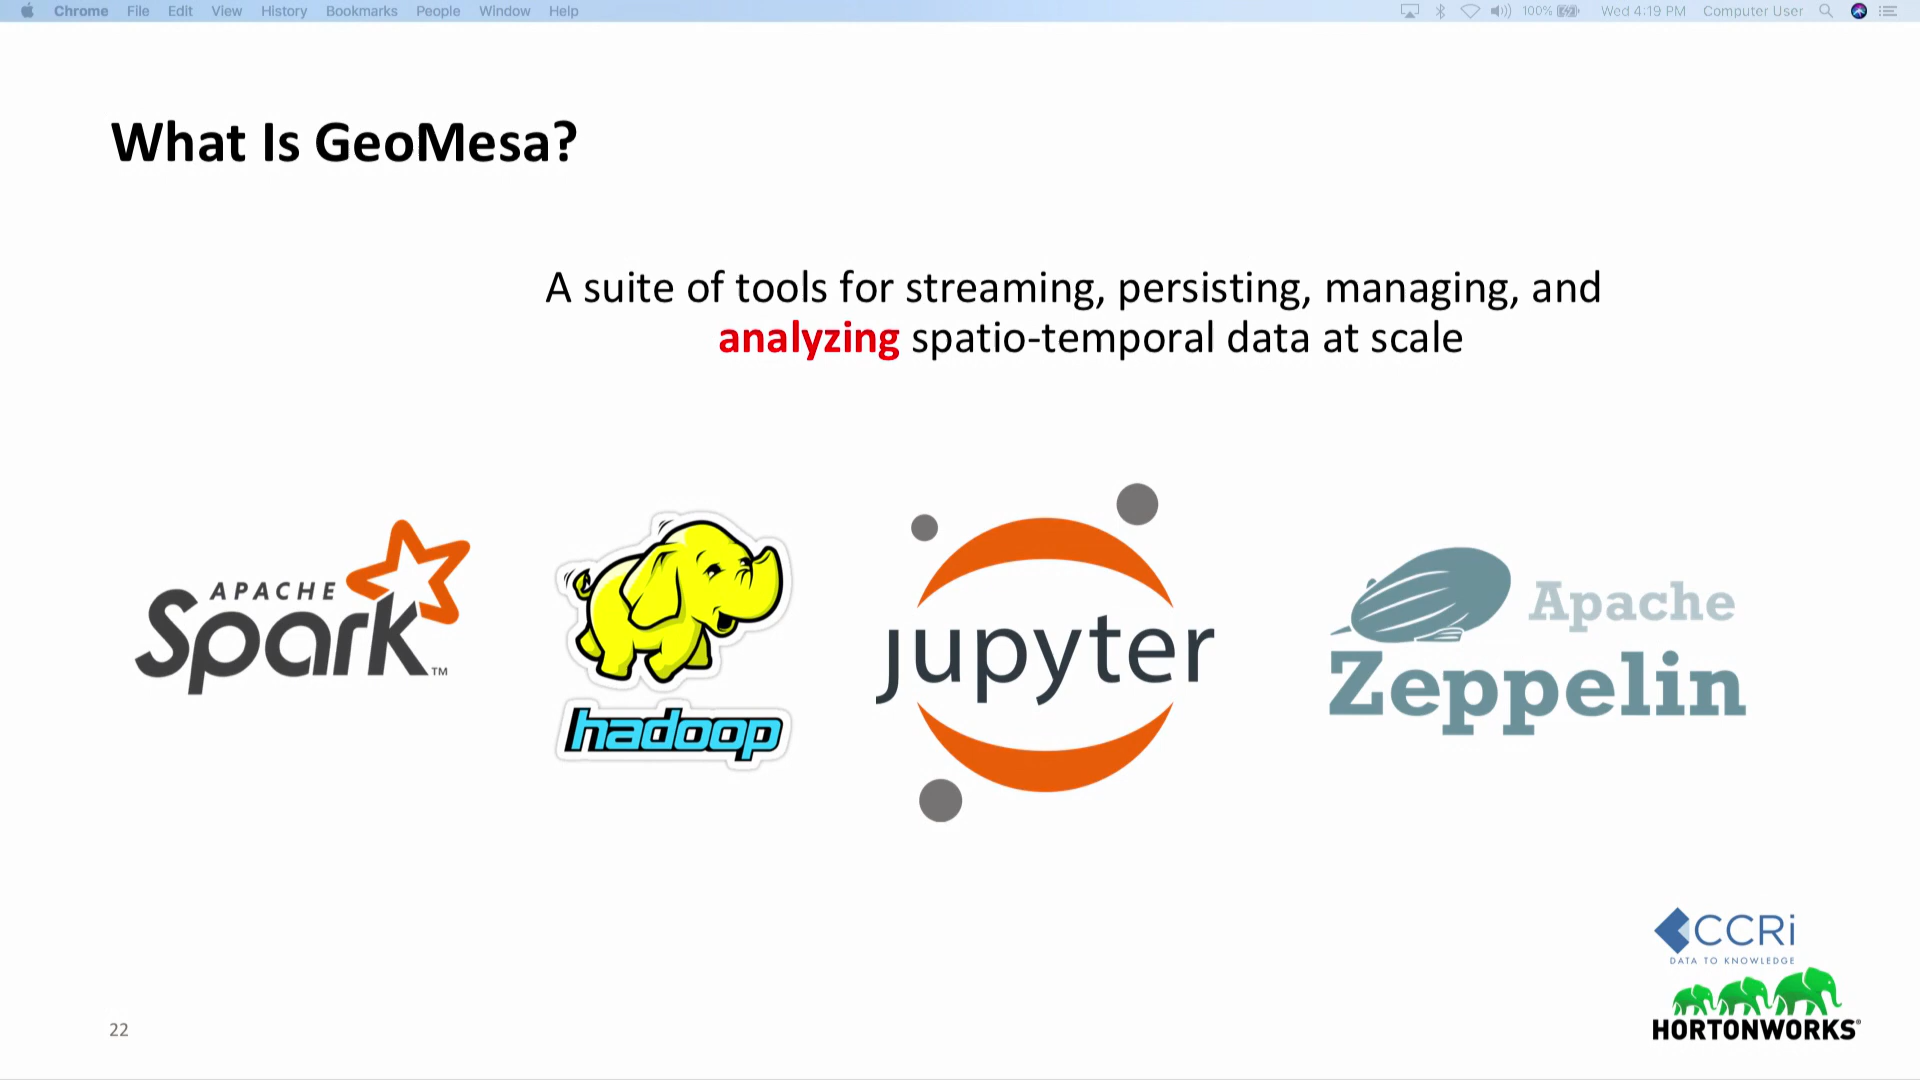 Chrome File Edit View History Bookmarks People Window Help 100% Wed 4:19 PM Computer User
What Is GeoMesa?
A suite of tools for streaming, persisting, managing, and
analyzing spatio-temporal data at scale
APACHE
Spark™
hadoop
jupyter
Apache
Zeppelin
CCRi
DATA TO KNOWLEDGE
HORTONWORKS®
22